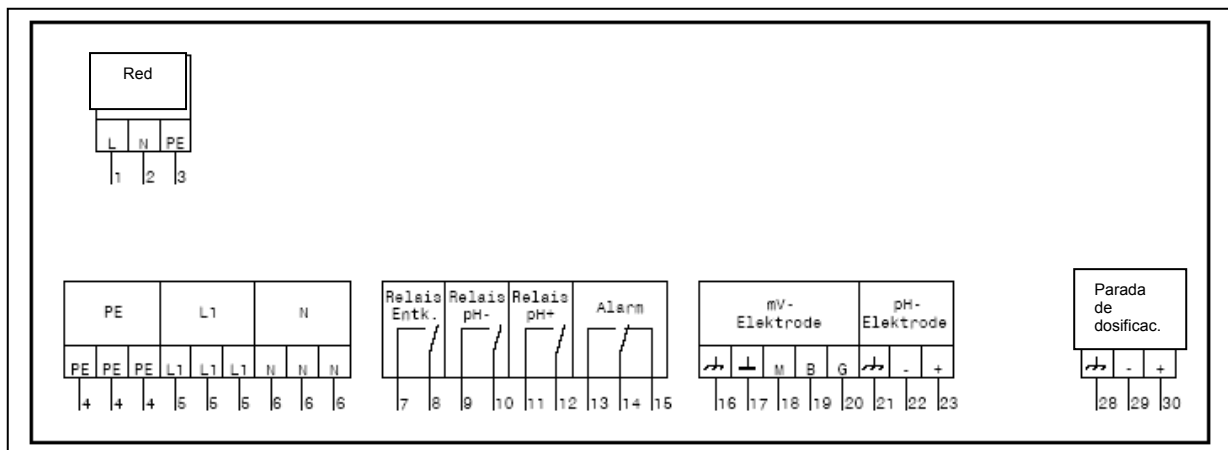 Red
L N PE
1 2 3
PE L1 N
PE PE PE L1 L1 L1 N N N
4 4 4 5 5 5 6 6 6
Relais Entk.
Relais pH-
Relais pH+
Alarm
7 8 9 10 11 12 13 14 15
mV-
Elektrode
pH-
Elektrode
M B G - +
16 17 18 19 20 21 22 23
Parada
de
dosificac.
- +
28 29 30